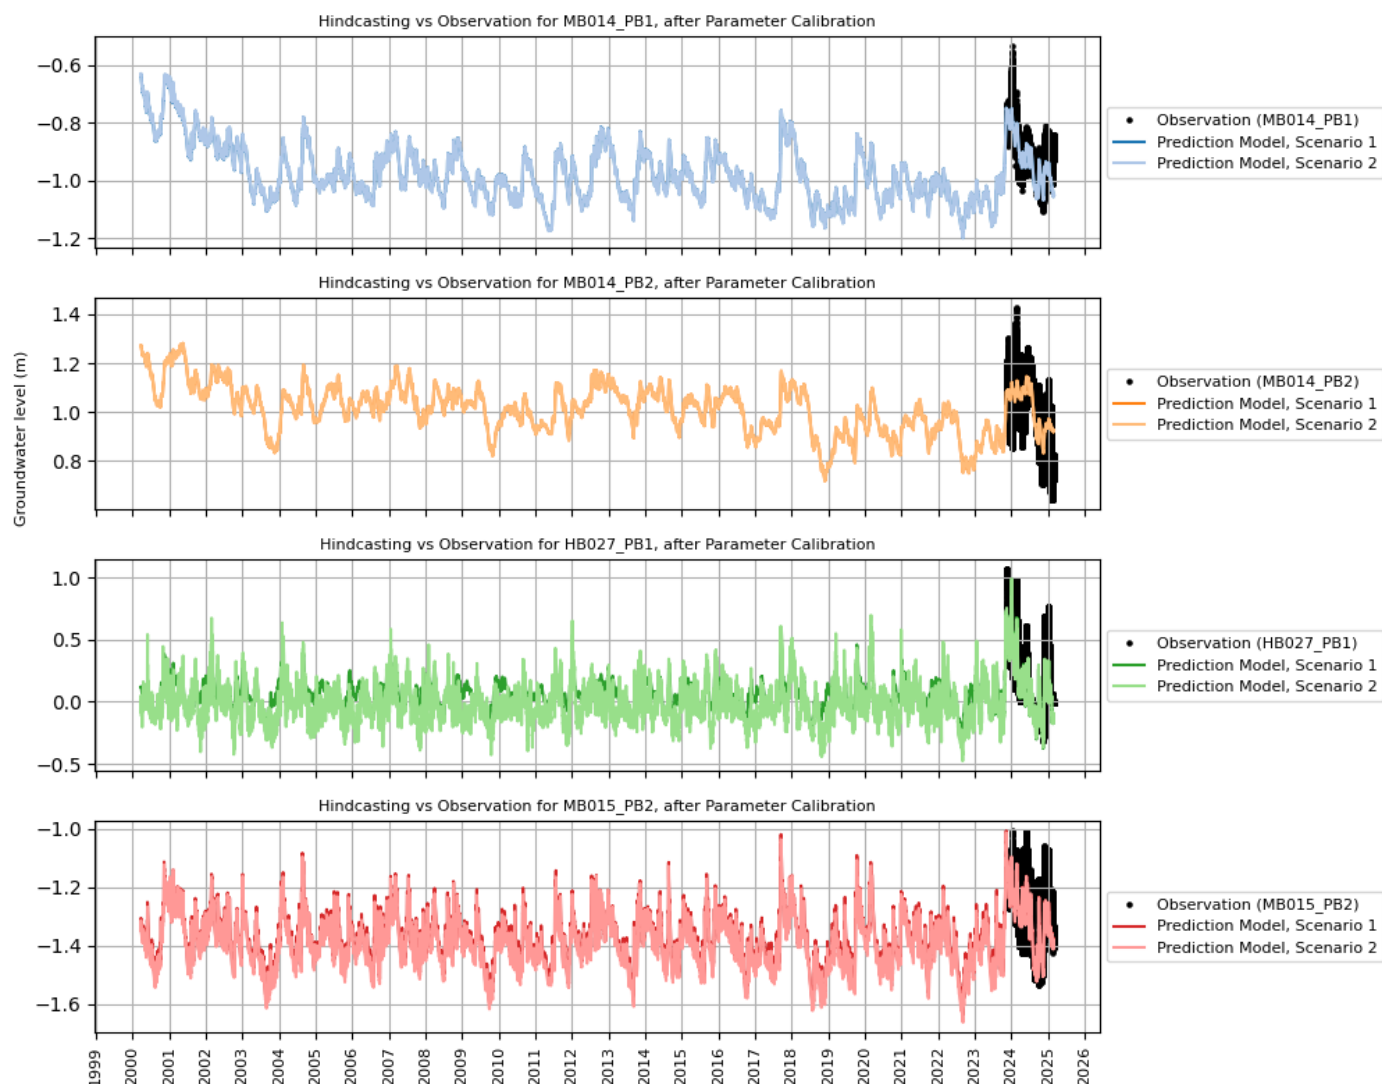 Hindcasting vs Observation for MB014_PB1, after Parameter Calibration
−0.6
−0.8
−1.0
−1.2
Observation (MB014_PB1)
Prediction Model, Scenario 1
Prediction Model, Scenario 2
Hindcasting vs Observation for MB014_PB2, after Parameter Calibration
1.4
1.2
1.0
0.8
Observation (MB014_PB2)
Prediction Model, Scenario 1
Prediction Model, Scenario 2
Groundwater level (m)
Hindcasting vs Observation for HB027_PB1, after Parameter Calibration
1.0
0.5
0.0
−0.5
Observation (HB027_PB1)
Prediction Model, Scenario 1
Prediction Model, Scenario 2
Hindcasting vs Observation for MB015_PB2, after Parameter Calibration
−1.0
−1.2
−1.4
−1.6
Observation (MB015_PB2)
Prediction Model, Scenario 1
Prediction Model, Scenario 2
1999
2000
2001
2002
2003
2004
2005
2006
2007
2008
2009
2010
2011
2012
2013
2014
2015
2016
2017
2018
2019
2020
2021
2022
2023
2024
2025
2026